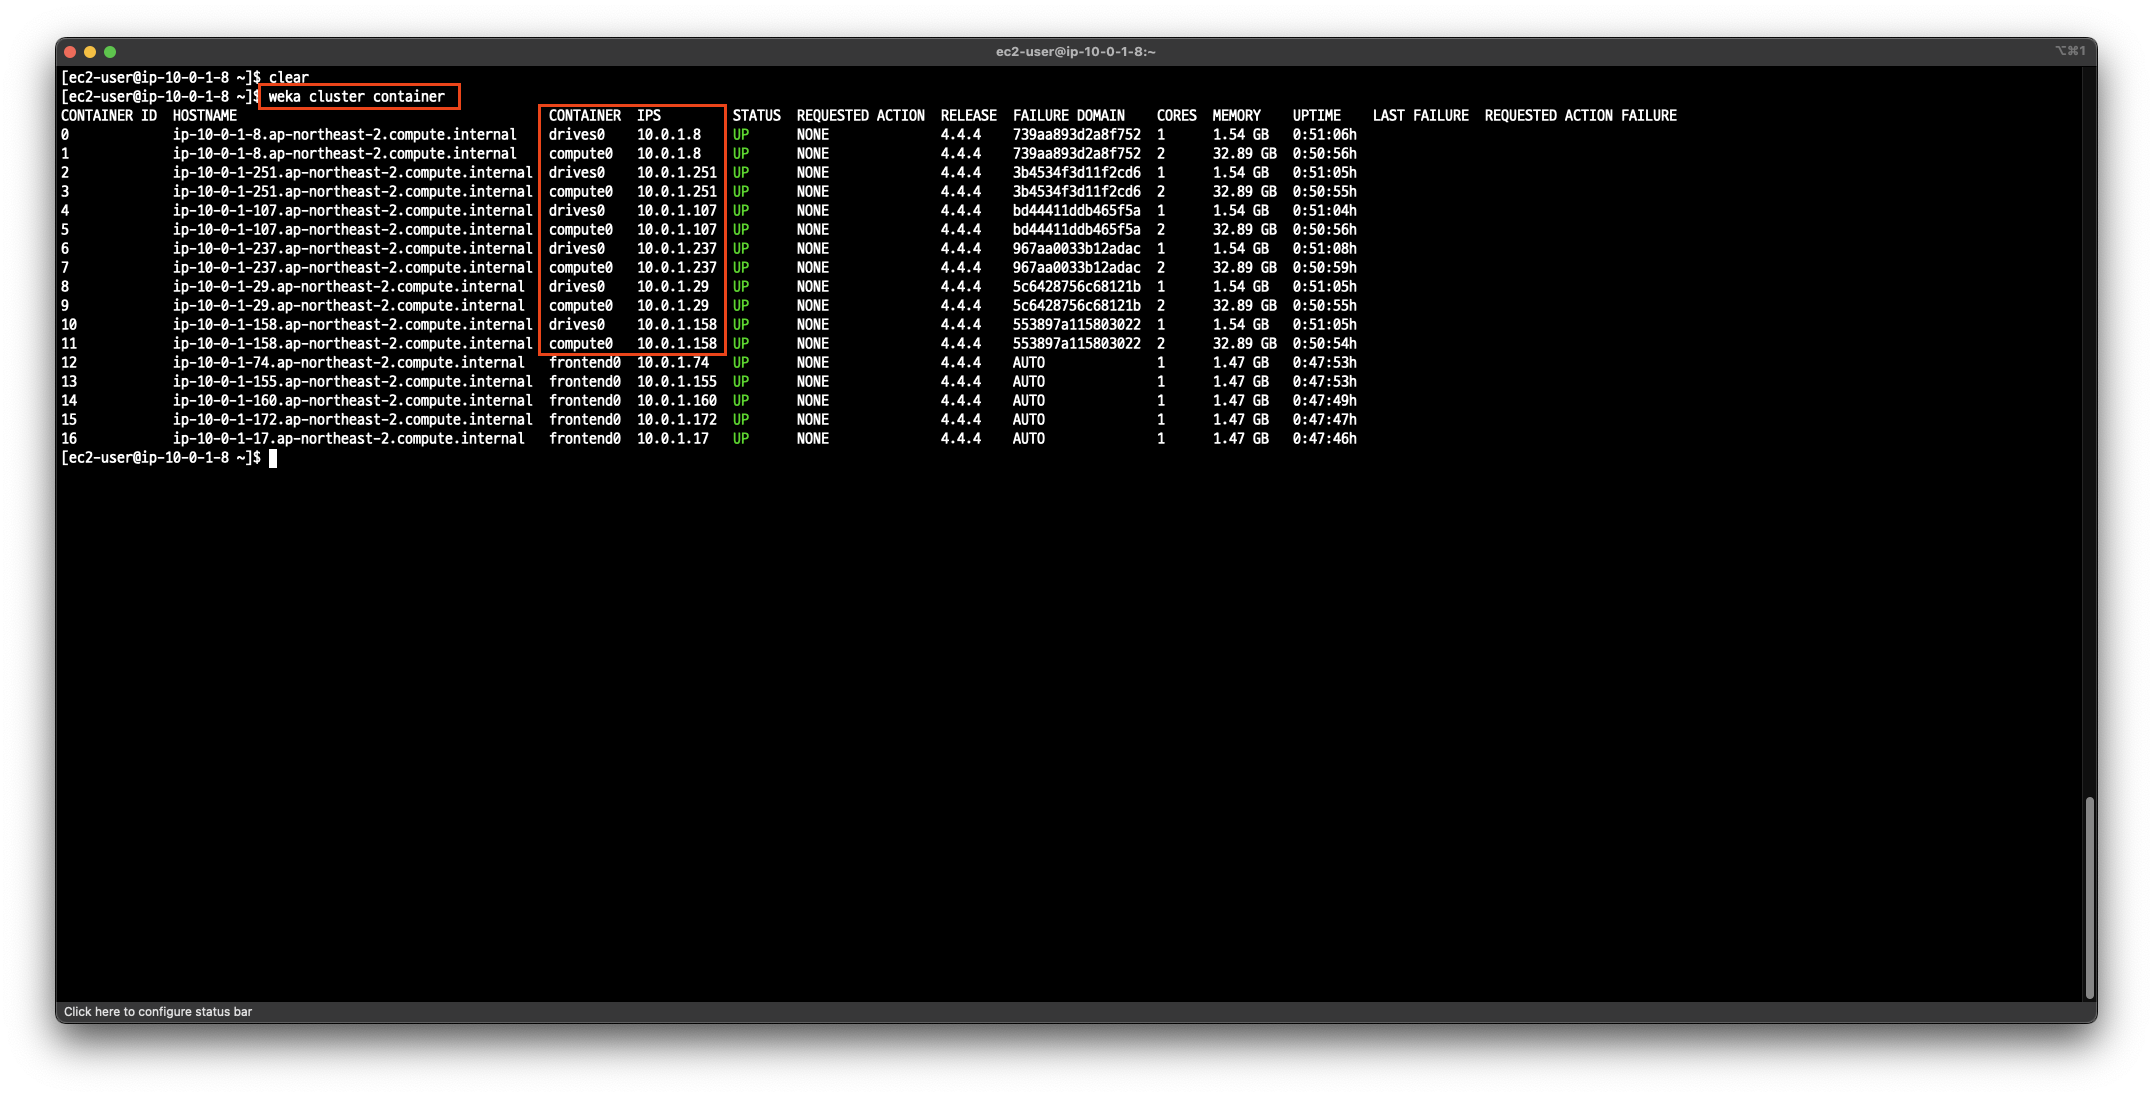 ec2-user@ip-10-0-1-8:~
⌥⌘1
[ec2-user@ip-10-0-1-8 ~]$ clear
[ec2-user@ip-10-0-1-8 ~]$ weka cluster container
CONTAINER ID  HOSTNAME  CONTAINER  IPS  STATUS  REQUESTED ACTION  RELEASE  FAILURE DOMAIN  CORES  MEMORY  UPTIME  LAST FAILURE  REQUESTED ACTION FAILURE
0  ip-10-0-1-8.ap-northeast-2.compute.internal  drives0  10.0.1.8  UP  NONE  4.4.4  739aa893d2a8f752  1  1.54 GB  0:51:06h
1  ip-10-0-1-8.ap-northeast-2.compute.internal  compute0  10.0.1.8  UP  NONE  4.4.4  739aa893d2a8f752  2  32.89 GB  0:50:56h
2  ip-10-0-1-251.ap-northeast-2.compute.internal  drives0  10.0.1.251  UP  NONE  4.4.4  3b4534f3d11f2cd6  1  1.54 GB  0:51:05h
3  ip-10-0-1-251.ap-northeast-2.compute.internal  compute0  10.0.1.251  UP  NONE  4.4.4  3b4534f3d11f2cd6  2  32.89 GB  0:50:55h
4  ip-10-0-1-107.ap-northeast-2.compute.internal  drives0  10.0.1.107  UP  NONE  4.4.4  bd44411ddb465f5a  1  1.54 GB  0:51:04h
5  ip-10-0-1-107.ap-northeast-2.compute.internal  compute0  10.0.1.107  UP  NONE  4.4.4  bd44411ddb465f5a  2  32.89 GB  0:50:56h
6  ip-10-0-1-237.ap-northeast-2.compute.internal  drives0  10.0.1.237  UP  NONE  4.4.4  967aa0033b12adac  1  1.54 GB  0:51:08h
7  ip-10-0-1-237.ap-northeast-2.compute.internal  compute0  10.0.1.237  UP  NONE  4.4.4  967aa0033b12adac  2  32.89 GB  0:50:59h
8  ip-10-0-1-29.ap-northeast-2.compute.internal  drives0  10.0.1.29  UP  NONE  4.4.4  5c6428756c68121b  1  1.54 GB  0:51:05h
9  ip-10-0-1-29.ap-northeast-2.compute.internal  compute0  10.0.1.29  UP  NONE  4.4.4  5c6428756c68121b  2  32.89 GB  0:50:55h
10  ip-10-0-1-158.ap-northeast-2.compute.internal  drives0  10.0.1.158  UP  NONE  4.4.4  553897a115803022  1  1.54 GB  0:51:05h
11  ip-10-0-1-158.ap-northeast-2.compute.internal  compute0  10.0.1.158  UP  NONE  4.4.4  553897a115803022  2  32.89 GB  0:50:54h
12  ip-10-0-1-74.ap-northeast-2.compute.internal  frontend0  10.0.1.74  UP  NONE  4.4.4  AUTO  1  1.47 GB  0:47:53h
13  ip-10-0-1-155.ap-northeast-2.compute.internal  frontend0  10.0.1.155  UP  NONE  4.4.4  AUTO  1  1.47 GB  0:47:53h
14  ip-10-0-1-160.ap-northeast-2.compute.internal  frontend0  10.0.1.160  UP  NONE  4.4.4  AUTO  1  1.47 GB  0:47:49h
15  ip-10-0-1-172.ap-northeast-2.compute.internal  frontend0  10.0.1.172  UP  NONE  4.4.4  AUTO  1  1.47 GB  0:47:47h
16  ip-10-0-1-17.ap-northeast-2.compute.internal  frontend0  10.0.1.17  UP  NONE  4.4.4  AUTO  1  1.47 GB  0:47:46h
[ec2-user@ip-10-0-1-8 ~]$
Click here to configure status bar